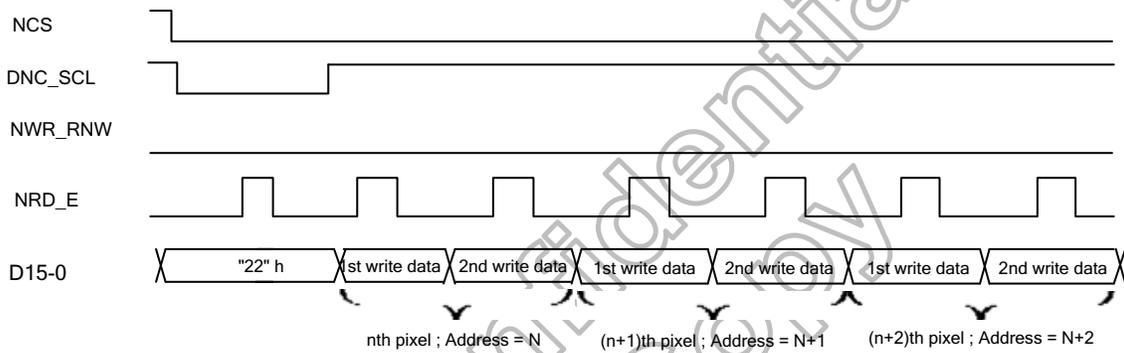 NCS
DNC_SCL
NWR_RNW
NRD_E
D15-0 "22" h 1st write data 2nd write data 1st write data 2nd write data 1st write data 2nd write data
nth pixel ; Address = N (n+1)th pixel ; Address = N+1 (n+2)th pixel ; Address = N+2